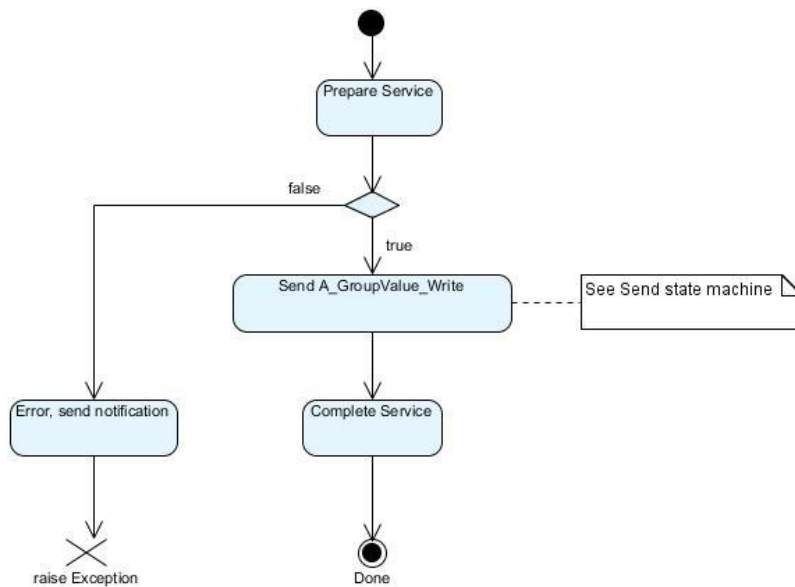 Prepare Service
false
true
Send A_GroupValue_Write
See Send state machine
Error, send notification
Complete Service
raise Exception
Done